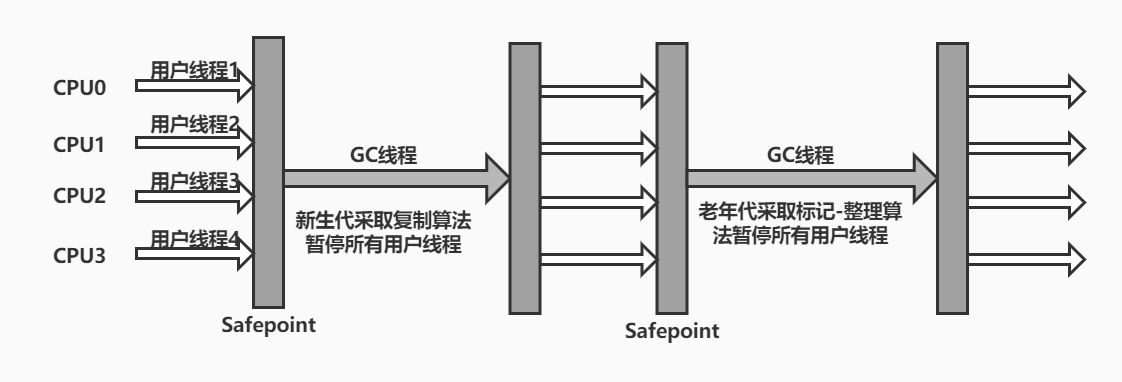 用户线程1
CPU0
用户线程2
CPU1
用户线程3
CPU2
用户线程4
CPU3
Safepoint
GC线程
新生代采取复制算法
暂停所有用户线程
Safepoint
GC线程
老年代采取标记-整理算
法暂停所有用户线程